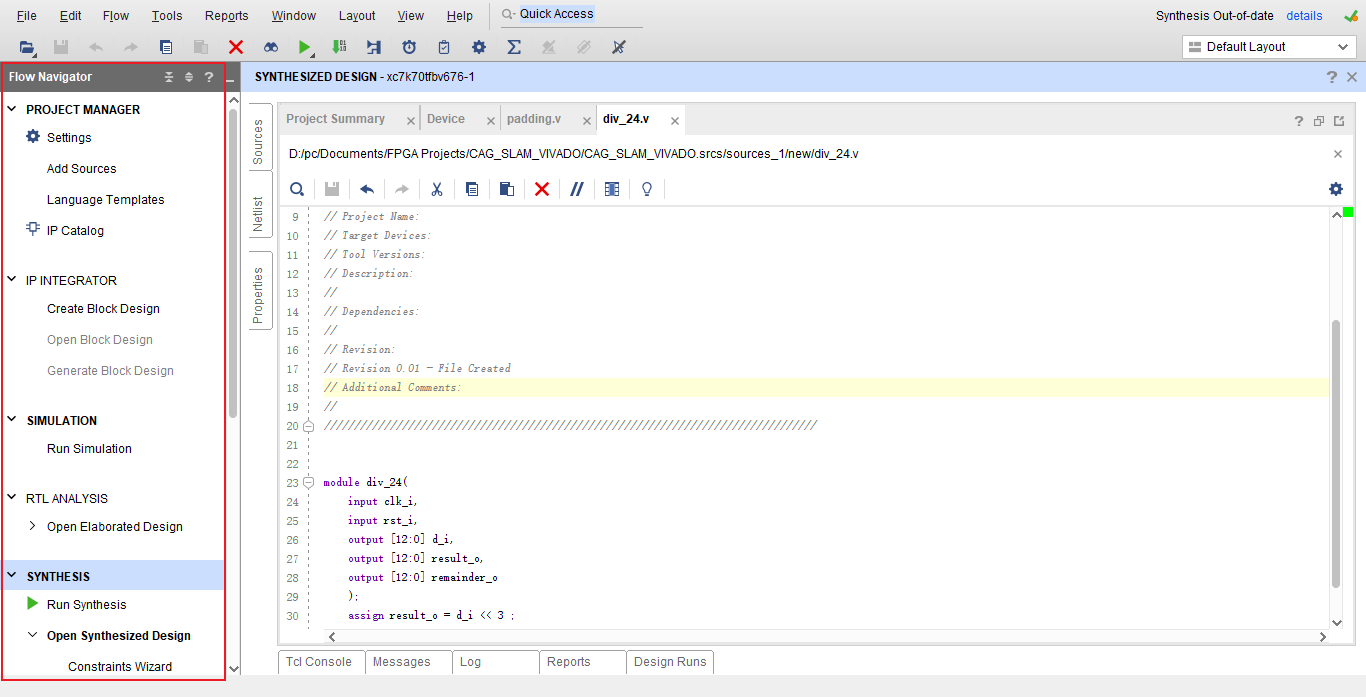 File Edit Flow Tools Reports Window Layout View Help Quick Access Synthesis Out-of-date details
Default Layout
Flow Navigator ?
SYNTHESIZED DESIGN - xc7k70tfbv676-1
PROJECT MANAGER
Settings
Add Sources
Language Templates
IP Catalog
IP INTEGRATOR
Create Block Design
Open Block Design
Generate Block Design
SIMULATION
Run Simulation
RTL ANALYSIS
Open Elaborated Design
SYNTHESIS
Run Synthesis
Open Synthesized Design
Constraints Wizard
Sources
Netlist
Properties
Project Summary Device padding.v div_24.v
D:/pc/Documents/FPGA Projects/CAG_SLAM_VIVADO/CAG_SLAM_VIVADO.srcs/sources_1/new/div_24.v
9 // Project Name:
10 // Target Devices:
11 // Tool Versions:
12 // Description:
13 //
14 // Dependencies:
15 //
16 // Revision:
17 // Revision 0.01 - File Created
18 // Additional Comments:
19 //
20 //////////////////////////////////////////////////////////////////////////////////
21
22
23 module div_24(
24 input clk_i,
25 input rst_i,
26 output [12:0] d_i,
27 output [12:0] result_o,
28 output [12:0] remainder_o
29 );
30 assign result_o = d_i << 3 ;
Tcl Console Messages Log Reports Design Runs